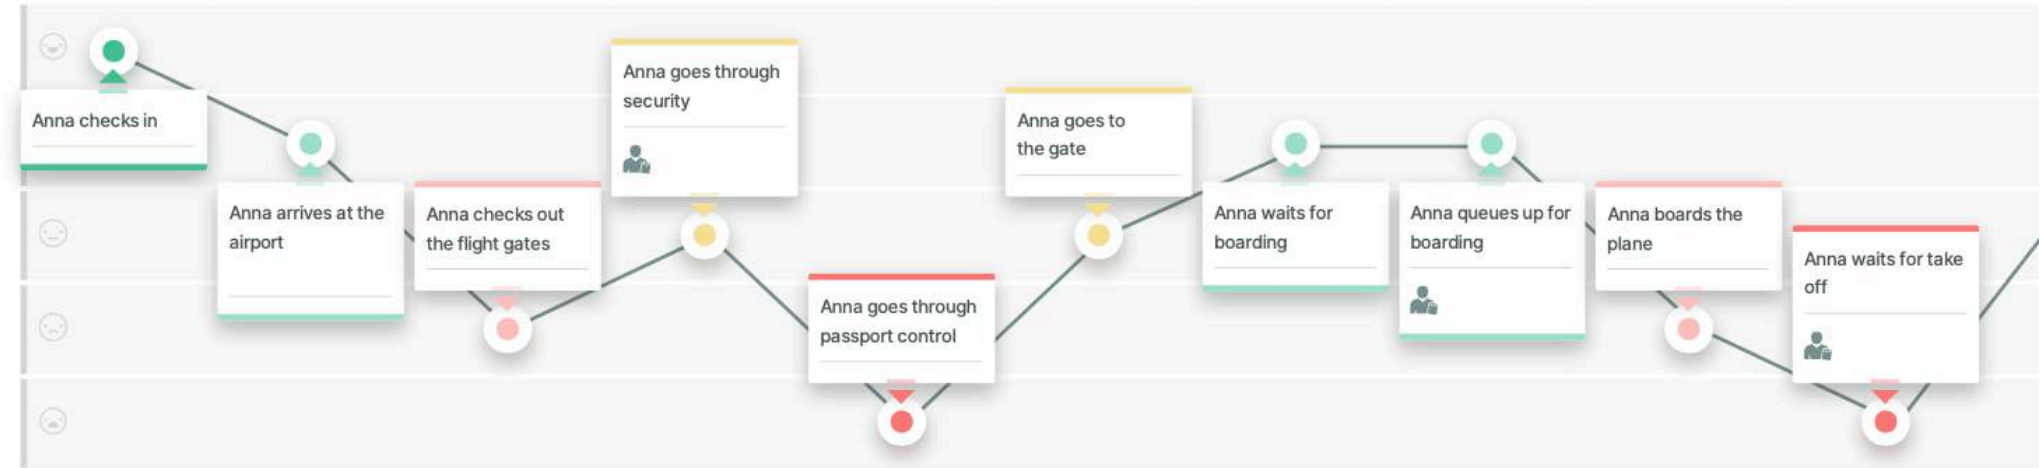 Anna checks in
Anna arrives at the
airport
Anna checks out
the flight gates
Anna goes through
security
Anna goes through
passport control
Anna goes to
the gate
Anna waits for
boarding
Anna queues up for
boarding
Anna boards the
plane
Anna waits for take
off